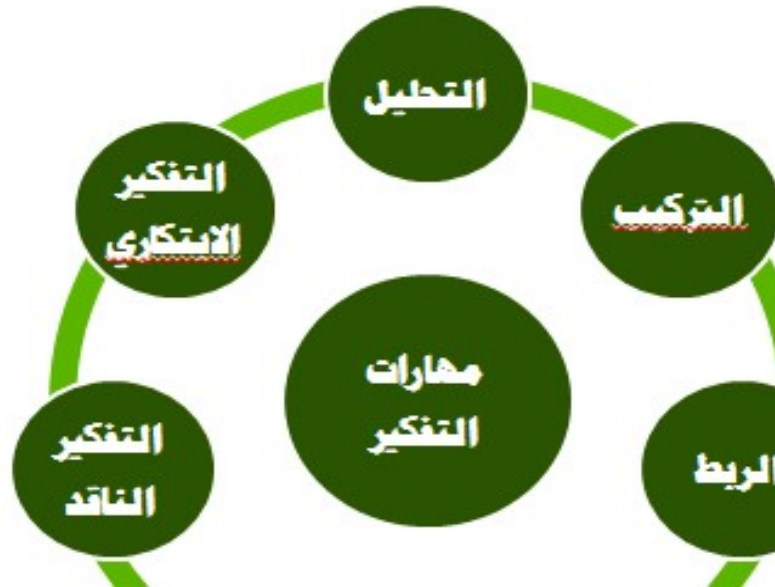 التحليل
التركيب
الربط
مهارات
التفكير
التفكير
الابتكاري
التفكير
الناقد